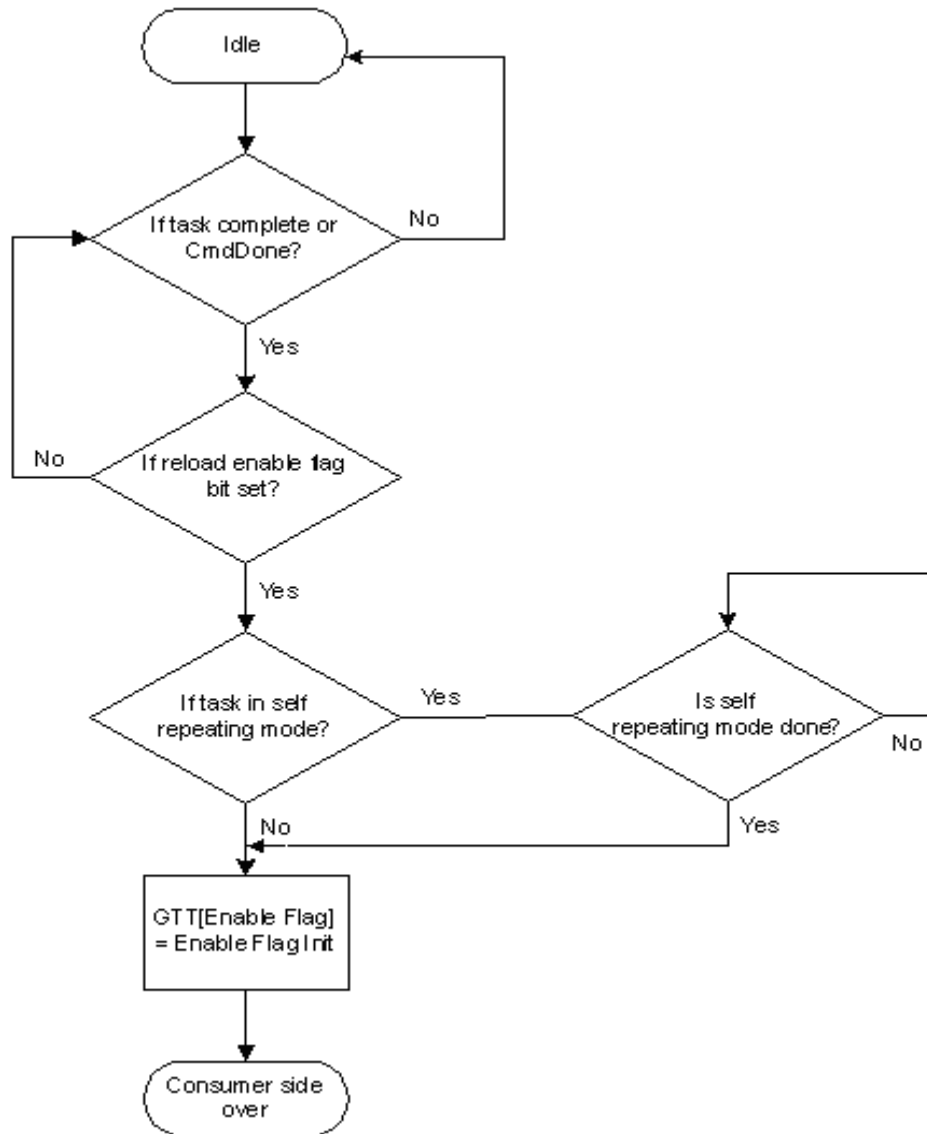 Idle
If task complete or
CmdDone?
No
Yes
If reload enable flag
bit set?
No
Yes
If task in self
repeating mode?
Yes
Is self
repeating mode done?
No
No
Yes
GTT[Enable Flag]
= Enable Flag Init
Consumer side
over